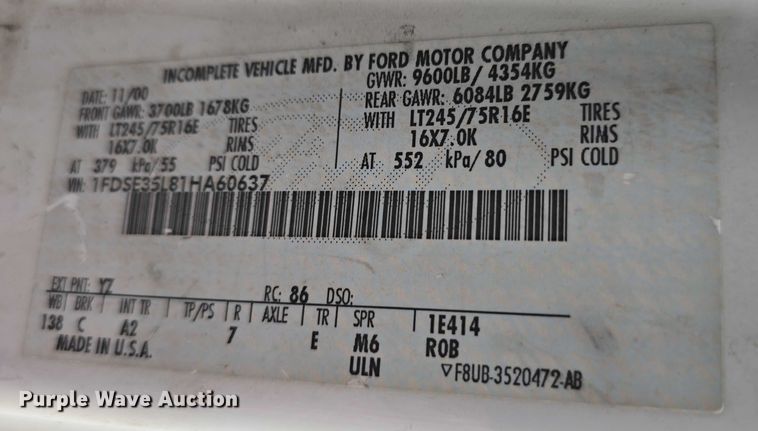 INCOMPLETE VEHICLE MFD. BY FORD MOTOR COMPANY
DATE: 11/00
GVWR: 9600LB/ 4354KG
FRONT GAWR: 3700LB 1678KG
REAR GAWR: 6084LB 2759KG
WITH LT245/75R16E TIRES
WITH LT245/75R16E TIRES
16X7.0K RIMS
16X7.0K RIMS
AT 379 kPa/55 PSI COLD
AT 552 kPa/80 PSI COLD
VIN: 1FDSE35L81HA60637
EXT PNT: YZ RC: 86 DSO:
WB BRK INT TR TP/PS R AXLE TR SPR 1E414
138 C A2 7 E M6 ROB
MADE IN U.S.A. ULN ▽F8UB-3520472-AB
Purple Wave Auction